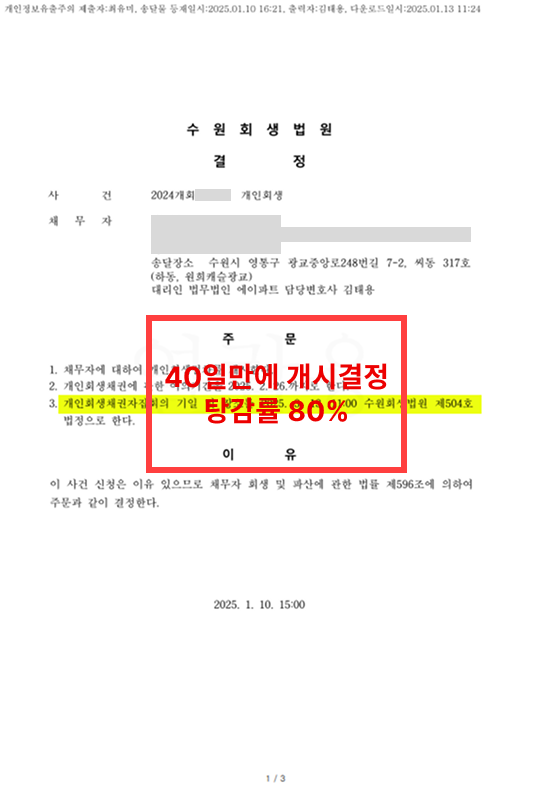 개인정보유출주의 제출자:최유미, 송달물 등재일시:2025.01.10 16:21, 출력자:김태용, 다운로드일시:2025.01.13 11:24
수 원 회 생 법 원
결 정
사 건 2024개회 개인회생
채 무 자
송달장소 수원시 영통구 광교중앙로248번길 7-2, 씨동 317호
(하동, 원희캐슬광교)
대리인 법무법인 에이파트 담당변호사 김태용
주 문
1. 채무자에 대하여 개인회생
40일만에 개시결정
2. 개인회생채권에 관한 2025. 2. 26.까지로 한다.
탕감률 80%
3. 개인회생채권자집회의 기일 수원회생법원 제504호
법정으로 한다.
이 유
이 사건 신청은 이유 있으므로 채무자 회생 및 파산에 관한 법률 제596조에 의하여
주문과 같이 결정한다.
2025. 1. 10. 15:00
1 / 3